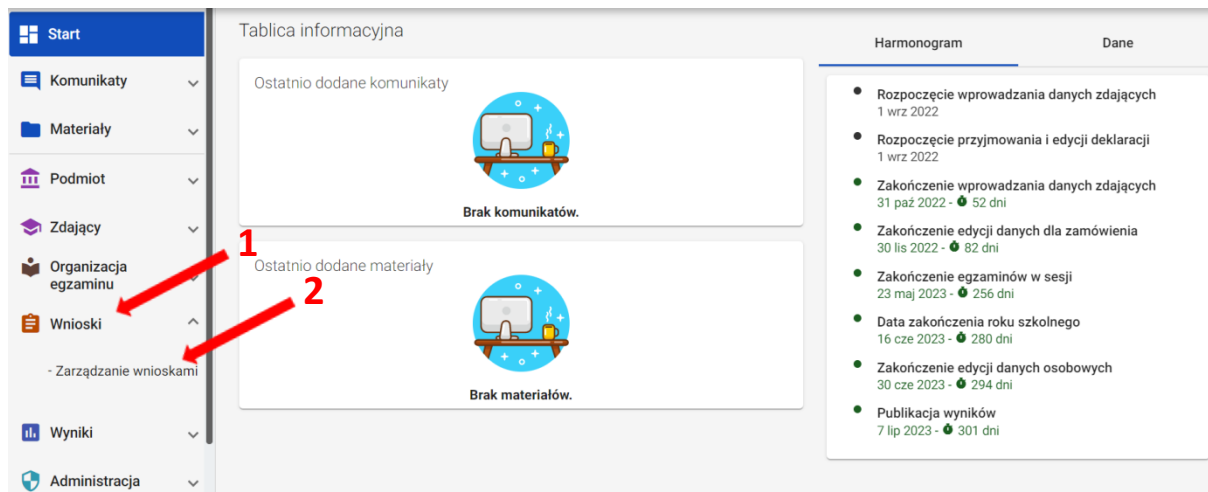 Start
Komunikaty
Materiały
Podmiot
Zdający
Organizacja
egzaminu
Wnioski
- Zarządzanie wnioskami
Wyniki
Administracja
1
2
Tablica informacyjna
Ostatnio dodane komunikaty
Brak komunikatów.
Ostatnio dodane materiały
Brak materiałów.
Harmonogram
Dane
Rozpoczęcie wprowadzania danych zdających
1 wrz 2022
Rozpoczęcie przyjmowania i edycji deklaracji
1 wrz 2022
Zakończenie wprowadzania danych zdających
31 paź 2022 - 52 dni
Zakończenie edycji danych dla zamówienia
30 lis 2022 - 82 dni
Zakończenie egzaminów w sesji
23 maj 2023 - 256 dni
Data zakończenia roku szkolnego
16 cze 2023 - 280 dni
Zakończenie edycji danych osobowych
30 cze 2023 - 294 dni
Publikacja wyników
7 lip 2023 - 301 dni